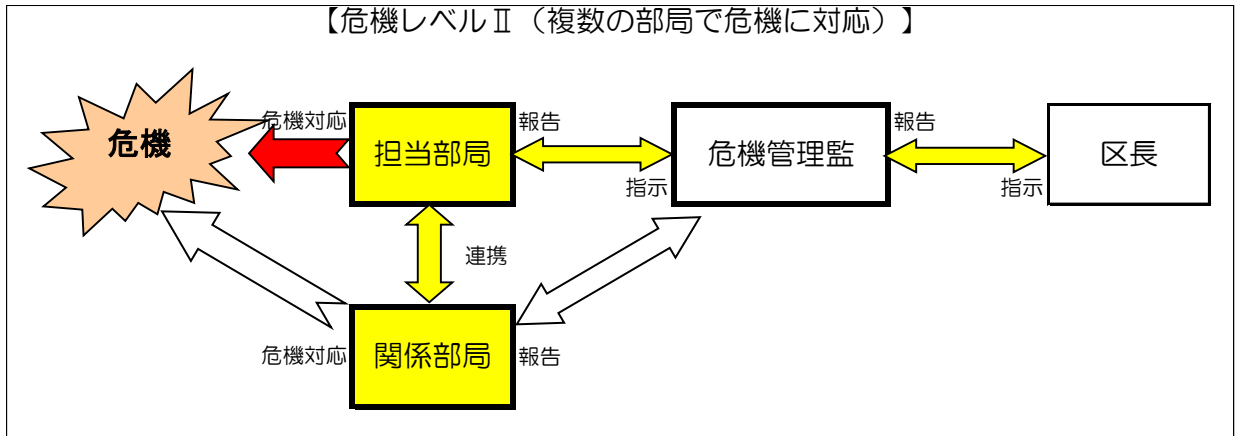 【危機レベルⅡ（複数の部局で危機に対応）】
危機
危機対応
担当部局
報告
指示
危機管理監
報告
指示
区長
連携
危機対応
関係部局
報告